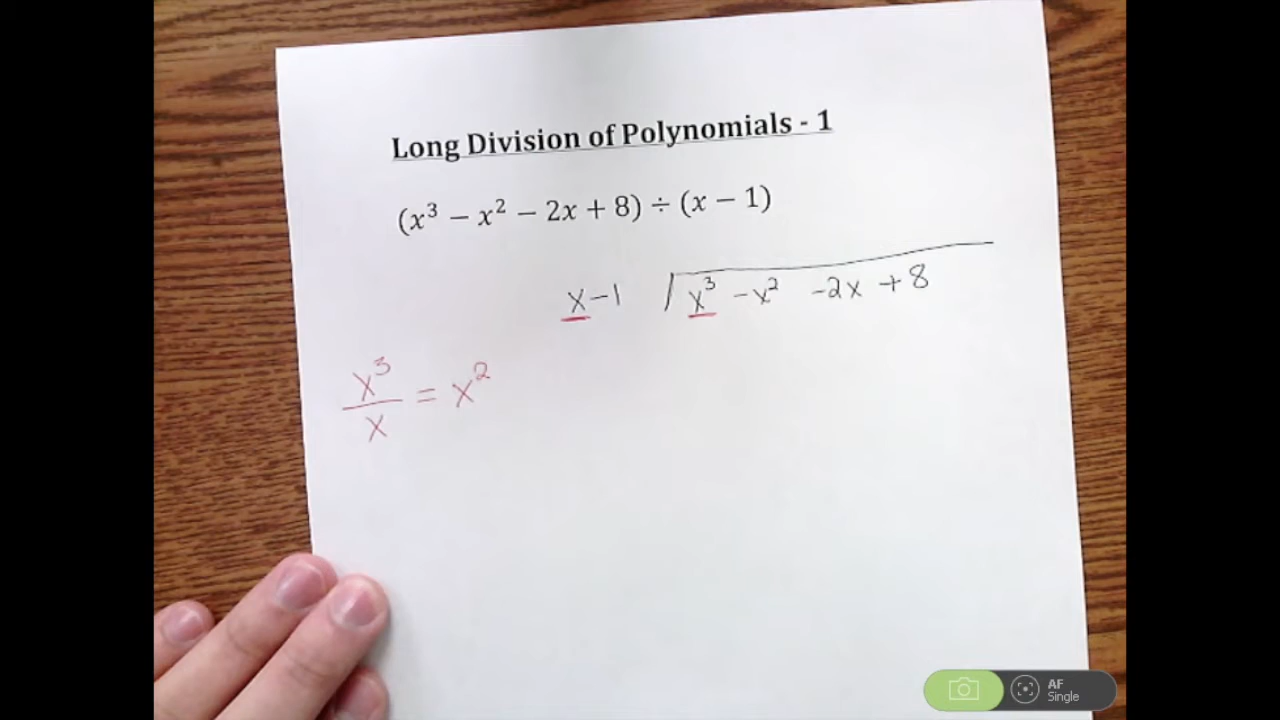 Long Division of Polynomials - 1
(x³ − x² − 2x + 8) ÷ (x − 1)
x-1 √x³ -x² -2x +8
x³/x = x²
AF
Single